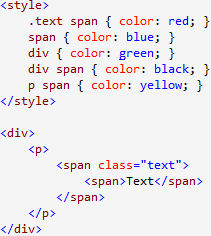 <style>
    .text span { color: red; }
    span { color: blue; }
    div { color: green; }
    div span { color: black; }
    p span { color: yellow; }
</style>

<div>
    <p>
        <span class="text">
            <span>Text</span>
        </span>
    </p>
</div>